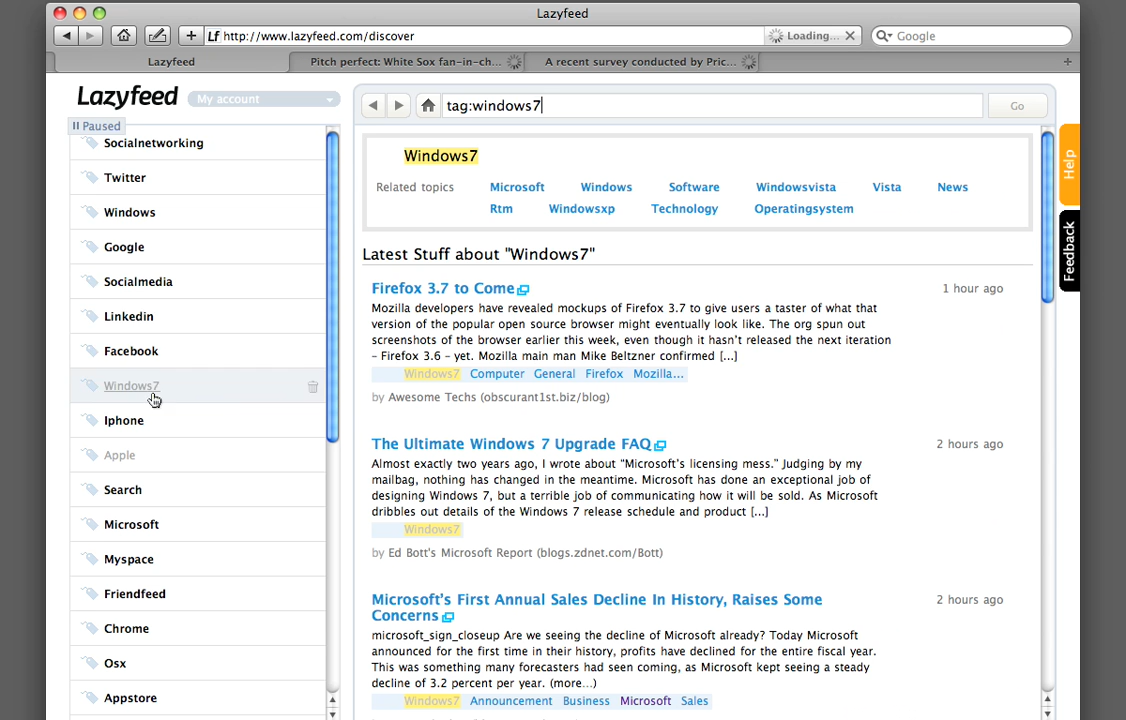 Lazyfeed
Lf http://www.lazyfeed.com/discover
Loading...
Google
Lazyfeed
Pitch perfect: White Sox fan-in-ch...
A recent survey conducted by Pric...
Lazyfeed
My account
Paused
Socialnetworking
Twitter
Windows
Google
Socialmedia
Linkedin
Facebook
Windows7
Iphone
Apple
Search
Microsoft
Myspace
Friendfeed
Chrome
Osx
Appstore
tag:windows7
Go
Windows7
Related topics Microsoft Windows Software Windowsvista Vista News
Rtm Windowsxp Technology Operatingsystem
Latest Stuff about "Windows7"
Firefox 3.7 to Come 1 hour ago
Mozilla developers have revealed mockups of Firefox 3.7 to give users a taster of what that
version of the popular open source browser might eventually look like. The org spun out
screenshots of the browser earlier this week, even though it hasn't released the next iteration
– Firefox 3.6 – yet. Mozilla main man Mike Beltzner confirmed [...]
Windows7 Computer General Firefox Mozilla...
by Awesome Techs (obscurant1st.biz/blog)
The Ultimate Windows 7 Upgrade FAQ 2 hours ago
Almost exactly two years ago, I wrote about "Microsoft's licensing mess." Judging by my
mailbag, nothing has changed in the meantime. Microsoft has done an exceptional job of
designing Windows 7, but a terrible job of communicating how it will be sold. As Microsoft
dribbles out details of the Windows 7 release schedule and product [...]
Windows7
by Ed Bott's Microsoft Report (blogs.zdnet.com/Bott)
Microsoft's First Annual Sales Decline In History, Raises Some 2 hours ago
Concerns
microsoft_sign_closeup Are we seeing the decline of Microsoft already? Today Microsoft
announced for the first time in their history, profits have declined for the entire fiscal year.
This was something many forecasters had seen coming, as Microsoft kept seeing a steady
decline of 3.2 percent per year. (more...)
Windows7 Announcement Business Microsoft Sales
Help
Feedback